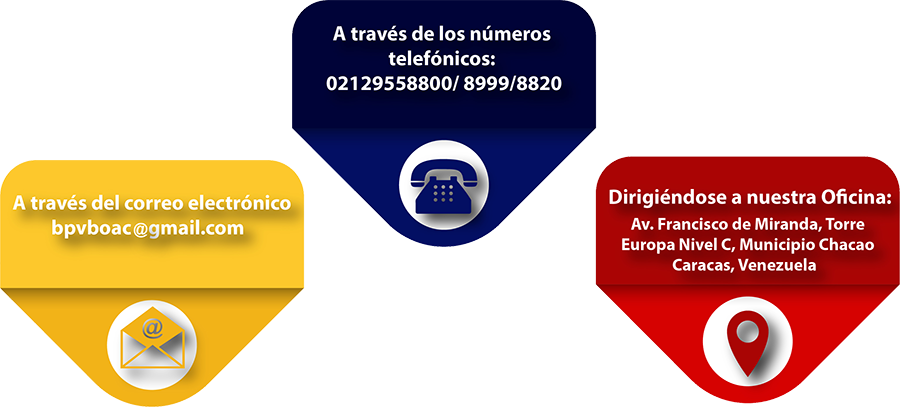 A través de los números
telefónicos:
02129558800/ 8999/8820
A través del correo electrónico
bpvboac@gmail.com
@
Dirigiéndose a nuestra Oficina:
Av. Francisco de Miranda, Torre
Europa Nivel C, Municipio Chacao
Caracas, Venezuela